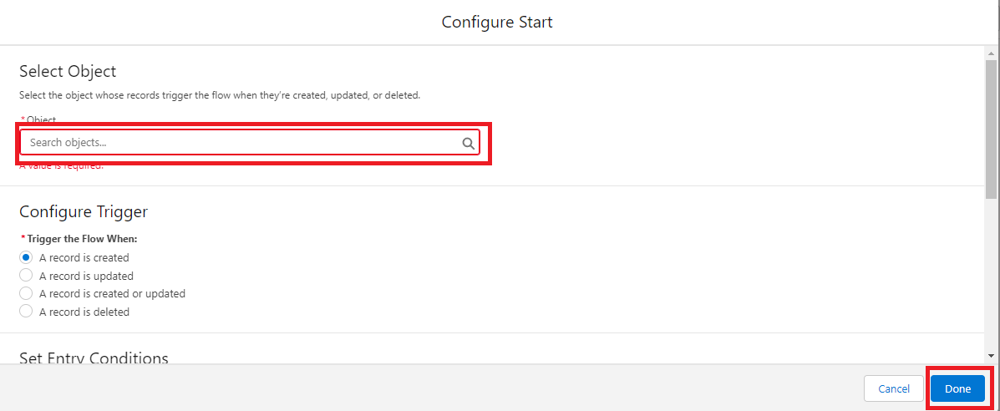 Configure Start
Select Object
Select the object whose records trigger the flow when they're created, updated, or deleted.
*Object
Search objects...
A value is required.
Configure Trigger
*Trigger the Flow When:
A record is created
A record is updated
A record is created or updated
A record is deleted
Set Entry Conditions
Cancel
Done